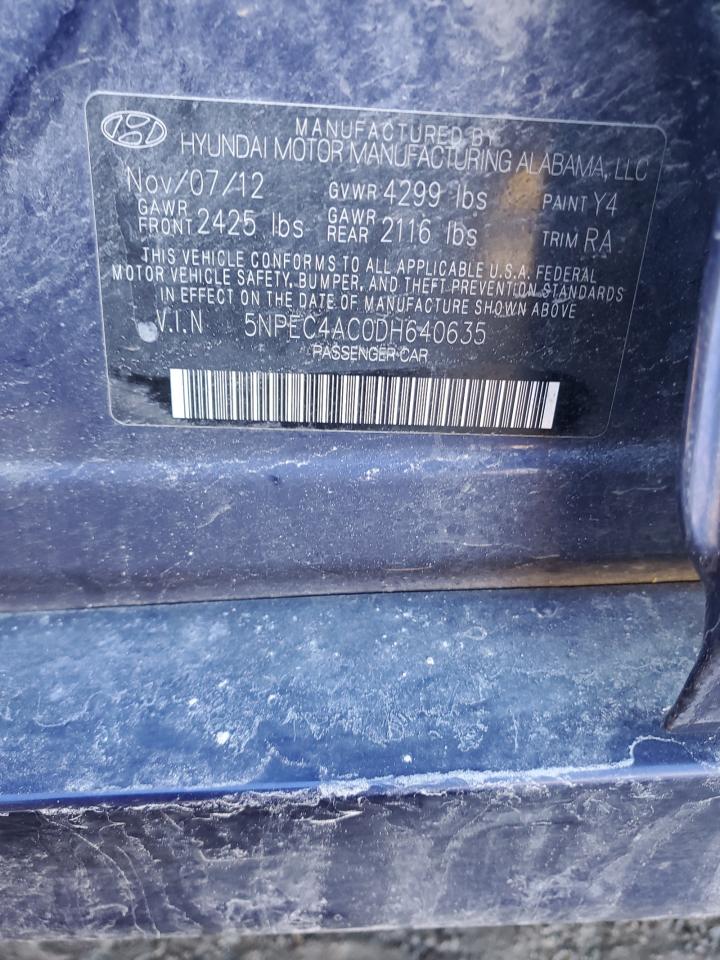 MANUFACTURED BY
HYUNDAI MOTOR MANUFACTURING ALABAMA, LLC
Nov/07/12 GVWR 4299 lbs PAINT Y4
GAWR FRONT 2425 lbs GAWR REAR 2116 lbs TRIM RA
THIS VEHICLE CONFORMS TO ALL APPLICABLE U.S.A. FEDERAL
MOTOR VEHICLE SAFETY, BUMPER, AND THEFT PREVENTION STANDARDS
IN EFFECT ON THE DATE OF MANUFACTURE SHOWN ABOVE
V.I.N 5NPEC4AC0DH640635
PASSENGER CAR